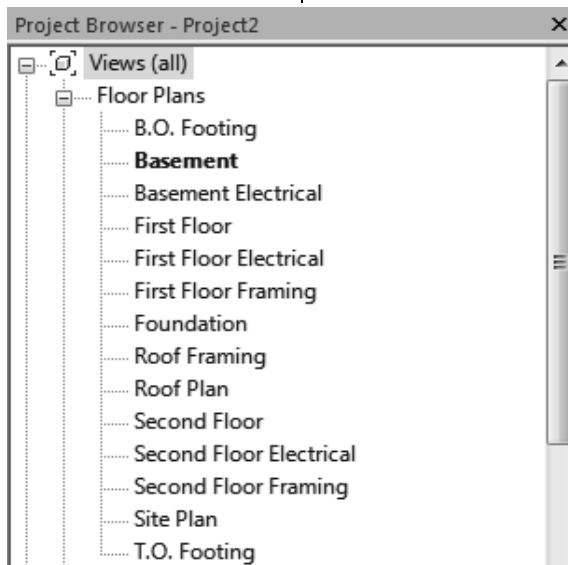 Project Browser - Project2
Views (all)
Floor Plans
B.O. Footing
Basement
Basement Electrical
First Floor
First Floor Electrical
First Floor Framing
Foundation
Roof Framing
Roof Plan
Second Floor
Second Floor Electrical
Second Floor Framing
Site Plan
T.O. Footing